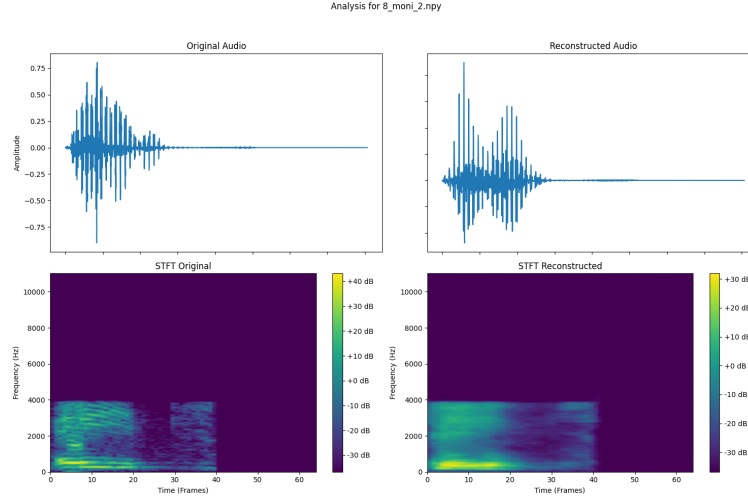 Analysis for 8_moni_2.npy
Original Audio
Reconstructed Audio
0.75
0.50
0.25
0.00
−0.25
−0.50
−0.75
Amplitude
STFT Original
STFT Reconstructed
10000
8000
6000
4000
2000
0
Frequency (Hz)
0 10 20 30 40 50 60
Time (Frames)
+40 dB
+30 dB
+20 dB
+10 dB
+0 dB
-10 dB
-20 dB
-30 dB
10000
8000
6000
4000
2000
0
Frequency (Hz)
0 10 20 30 40 50 60
Time (Frames)
+30 dB
+20 dB
+10 dB
+0 dB
-10 dB
-20 dB
-30 dB